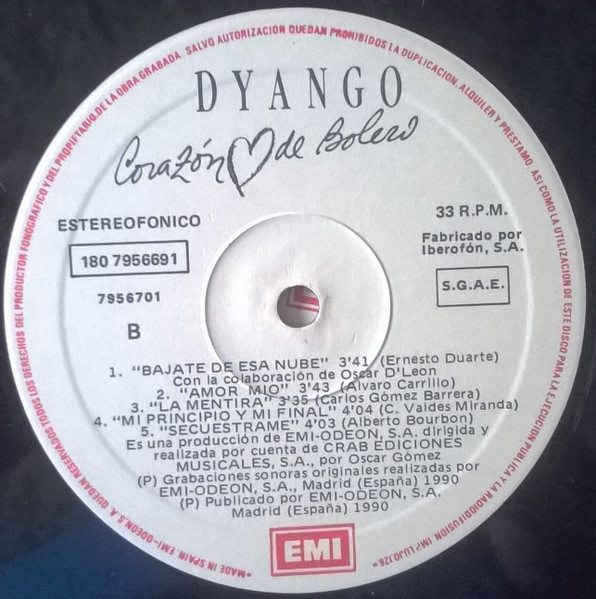 DYANGO
Corazón de Bolero
ESTEREOFONICO
180 7956691
7956701
B
33 R.P.M.
Fabricado por
Iberofón, S.A.
S.G.A.E.
1. "BAJATE DE ESA NUBE" 3'41 (Ernesto Duarte)
Con la colaboración de Oscar D'Leon
2. "AMOR MIO" 3'43 (Alvaro Carrillo)
3. "LA MENTIRA" 3'35 (Carlos Gómez Barrera)
4. "MI PRINCIPIO Y MI FINAL" 4'04 (C. Valdes Miranda)
5. "SECUESTRAME" 4'03 (Alberto Bourbon)
Es una producción de EMI-ODEON, S.A. dirigida y
realizada por cuenta de CRAB EDICIONES
MUSICALES, S.A., por Oscar Gómez
(P) Grabaciones sonoras originales realizadas por
EMI-ODEON, S.A., Madrid (España) 1990
(P) Publicado por EMI-ODEON, S.A.
Madrid (España) 1990
EMI
*MADE IN SPAIN. EMI-ODEON, S. A. QUEDAN RESERVADOS TODOS LOS DERECHOS DEL PRODUCTOR FONOGRAFICO Y DEL PROPIETARIO DE LA OBRA GRABADA. SALVO AUTORIZACION QUEDAN PROHIBIDOS LA DUPLICACION, ALQUILER Y PRESTAMO, ASI COMO LA UTILIZACION DE ESTE DISCO PARA LA EJECUCION PUBLICA Y LA RADIODIFUSION. IMP. LUJO.